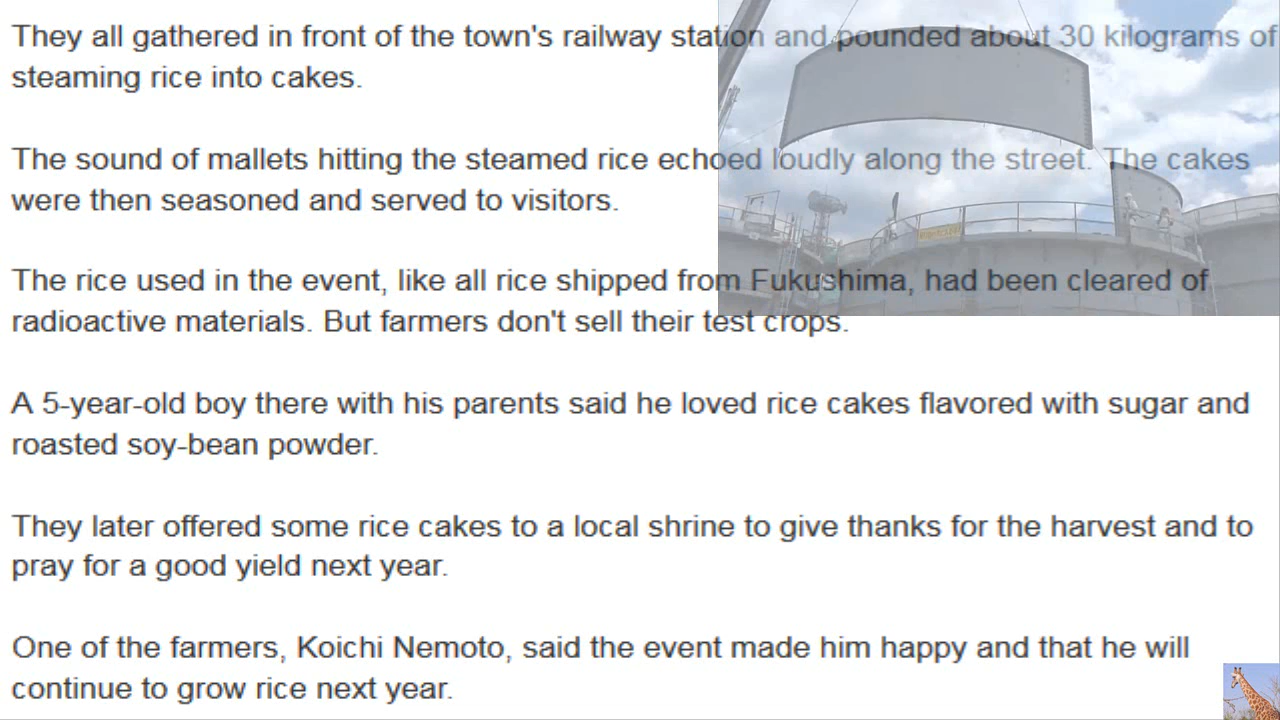 They all gathered in front of the town's railway station and pounded about 30 kilograms of
steaming rice into cakes.
The sound of mallets hitting the steamed rice echoed loudly along the street. The cakes
were then seasoned and served to visitors.
The rice used in the event, like all rice shipped from Fukushima, had been cleared of
radioactive materials. But farmers don't sell their test crops.
A 5-year-old boy there with his parents said he loved rice cakes flavored with sugar and
roasted soy-bean powder.
They later offered some rice cakes to a local shrine to give thanks for the harvest and to
pray for a good yield next year.
One of the farmers, Koichi Nemoto, said the event made him happy and that he will
continue to grow rice next year.